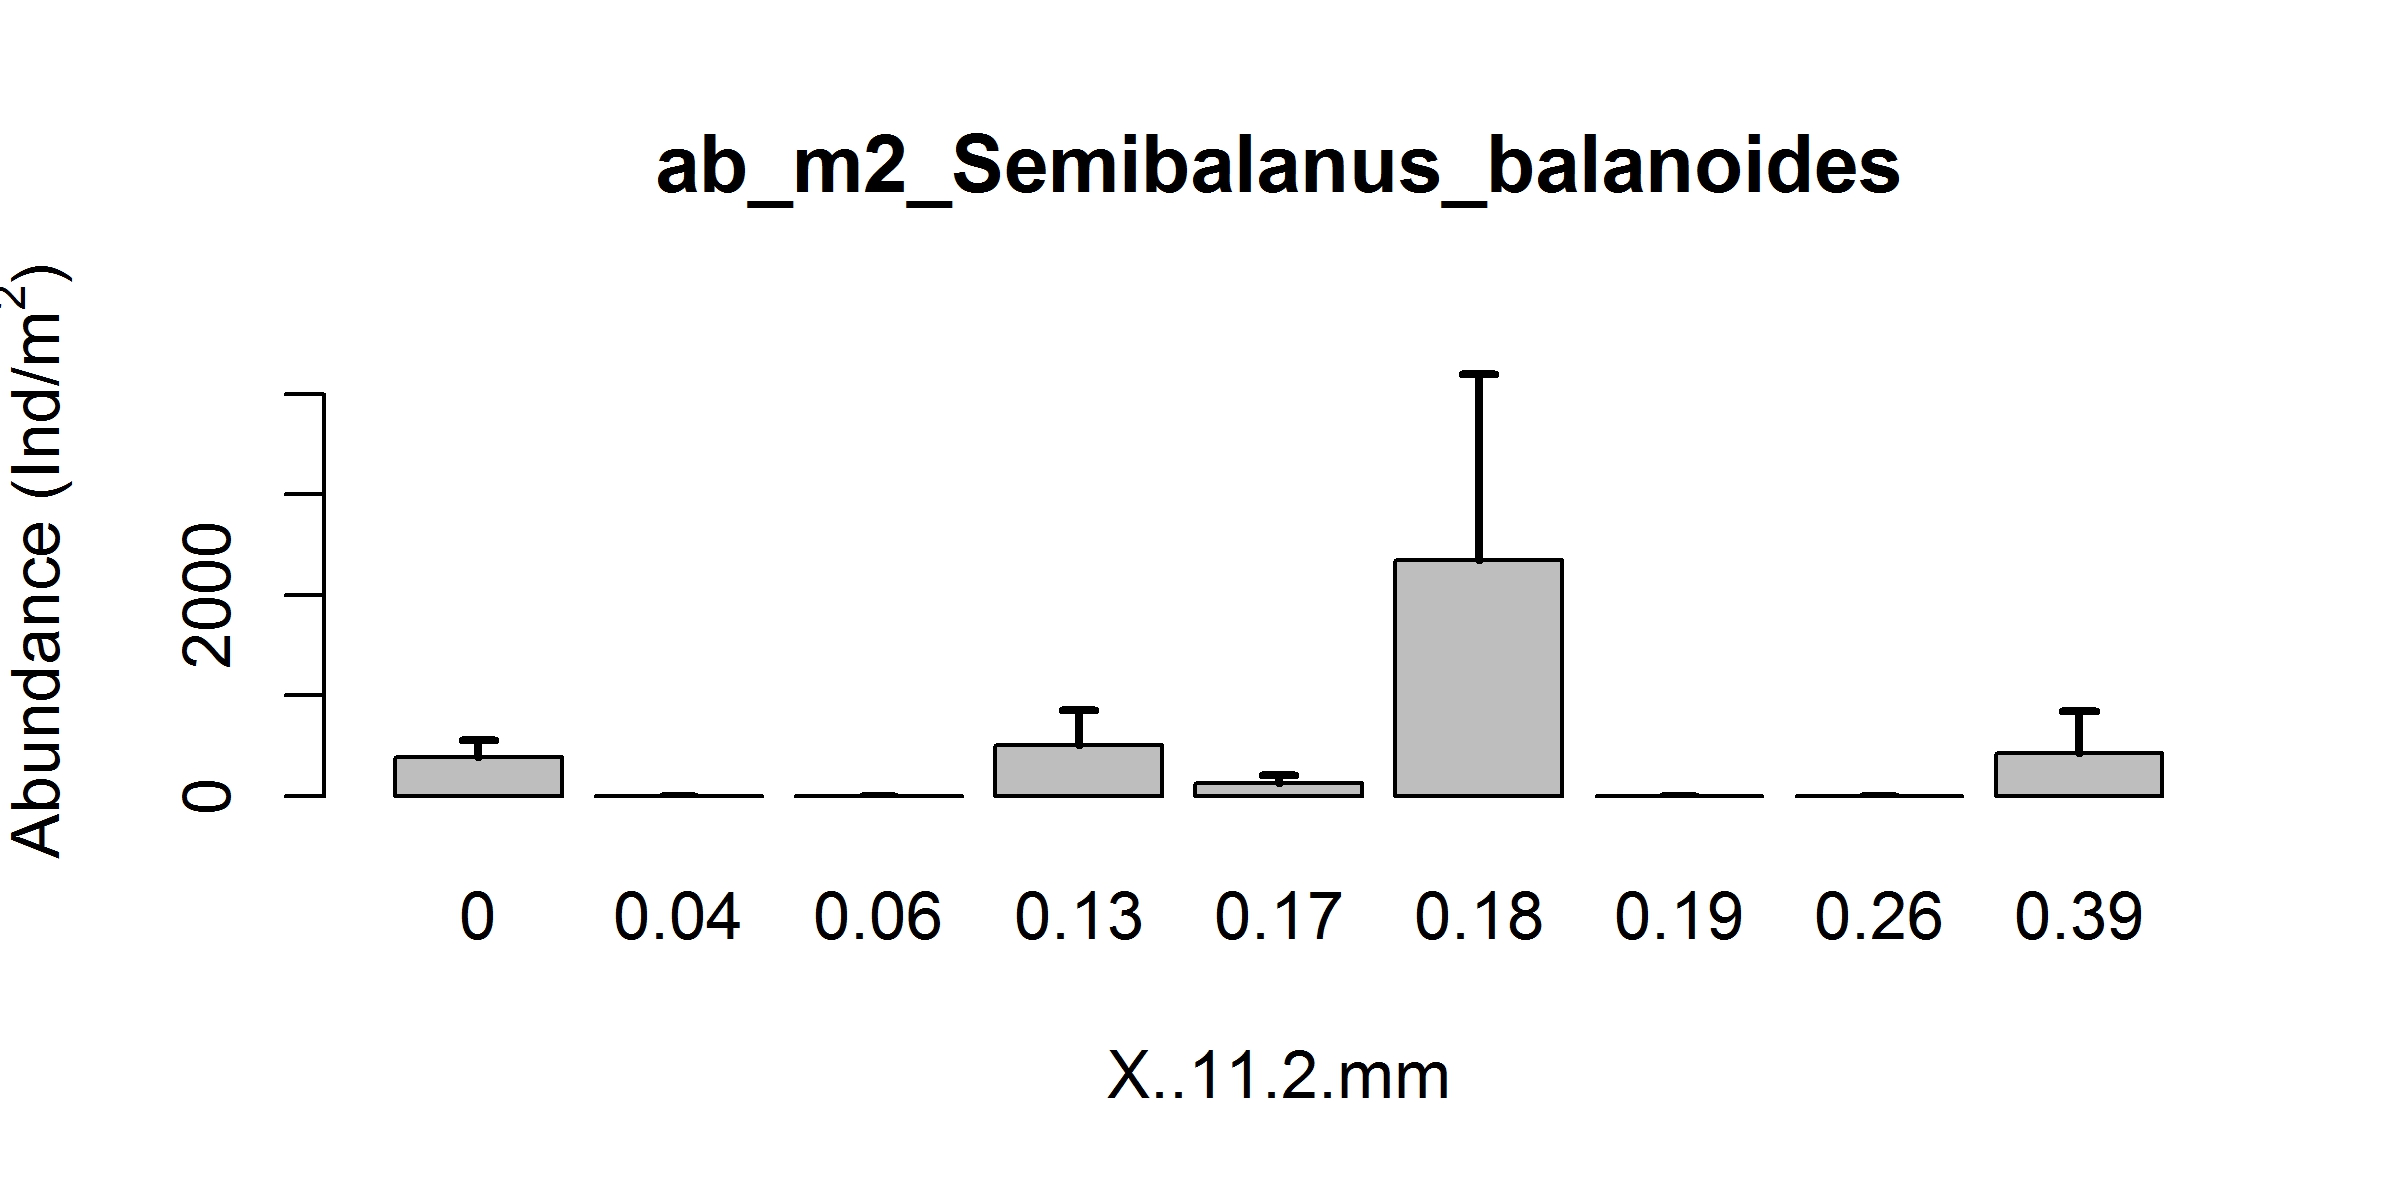 ab_m2_Semibalanus_balanoides
Abundance (Ind/m²)
2000
0
0 0.04 0.06 0.13 0.17 0.18 0.19 0.26 0.39
X..11.2.mm